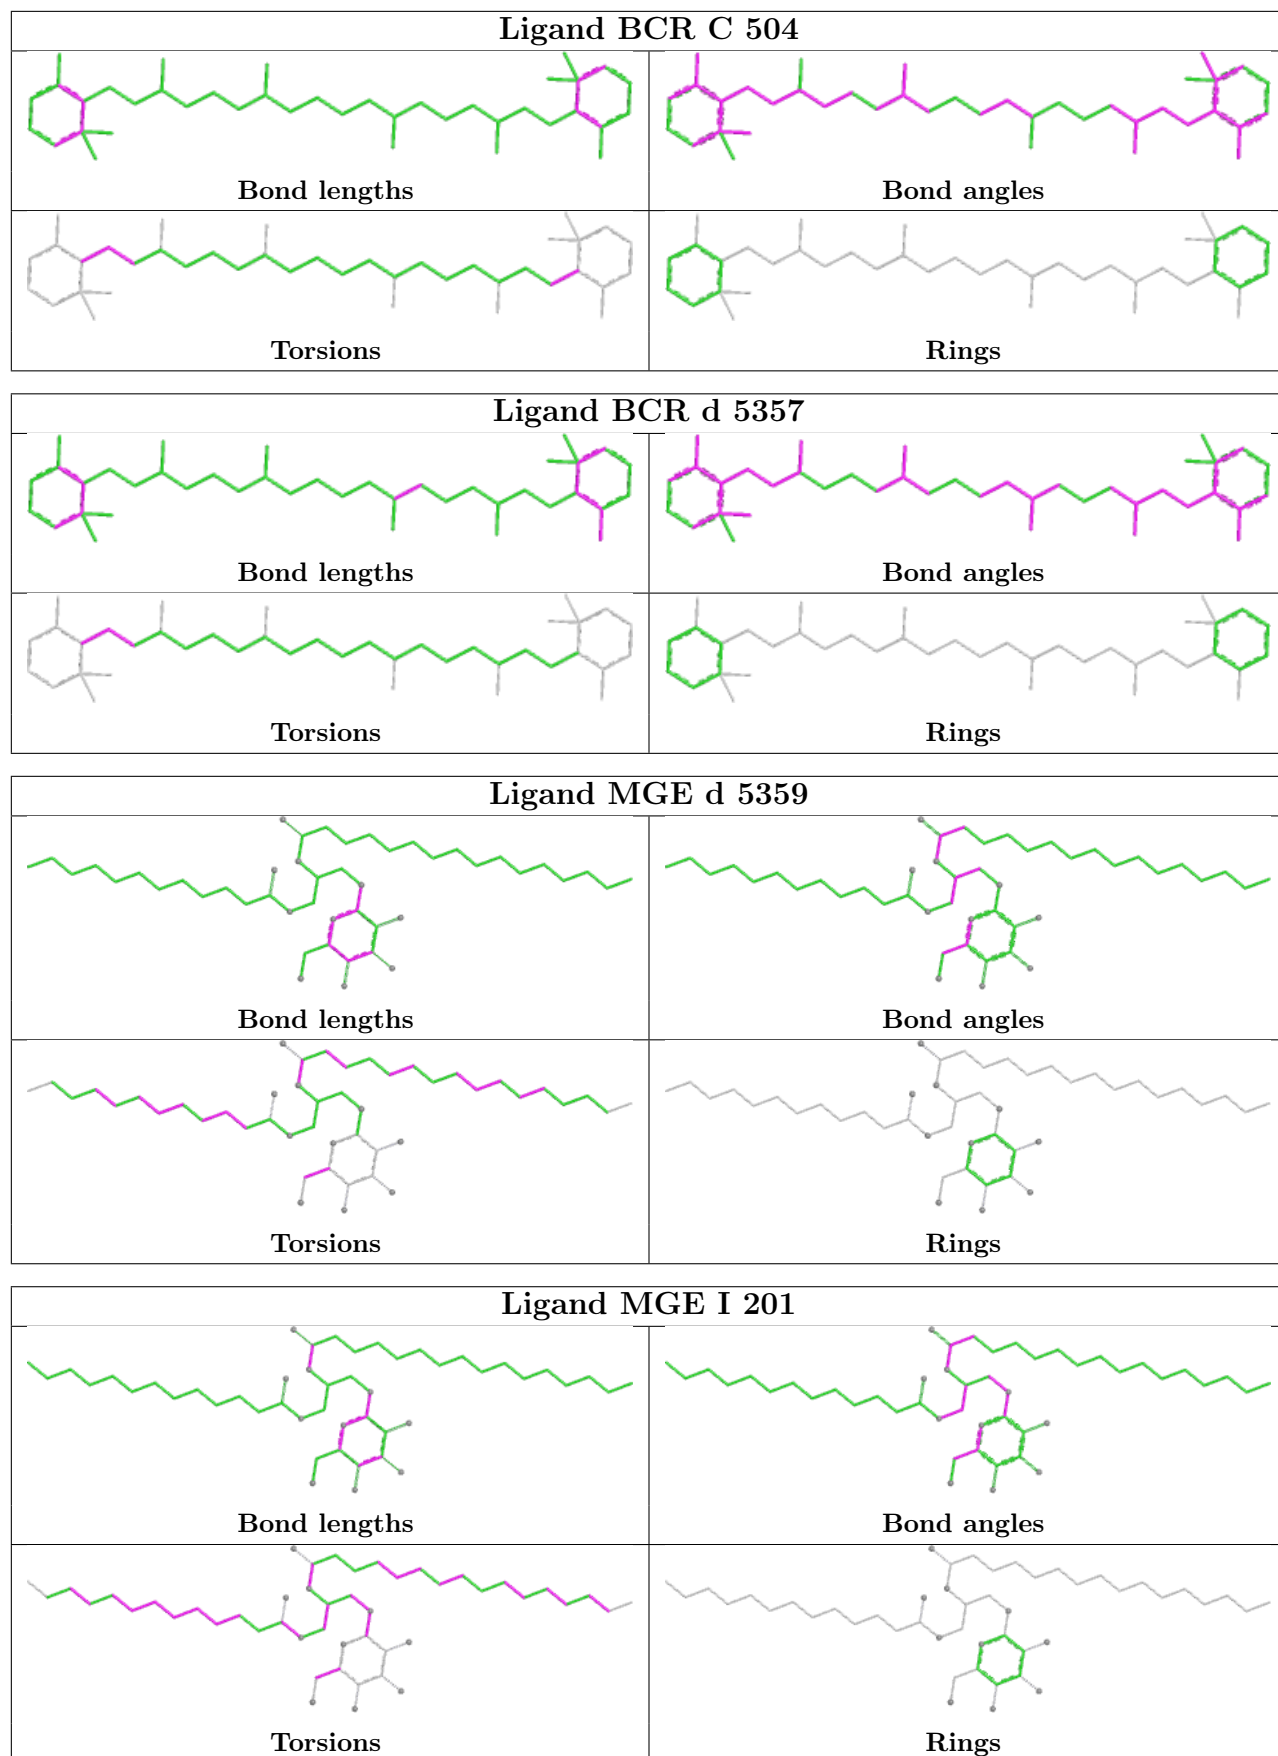 Ligand BCR C 504
Bond lengths
Bond angles
Torsions
Rings
Ligand BCR d 5357
Bond lengths
Bond angles
Torsions
Rings
Ligand MGE d 5359
Bond lengths
Bond angles
Torsions
Rings
Ligand MGE I 201
Bond lengths
Bond angles
Torsions
Rings